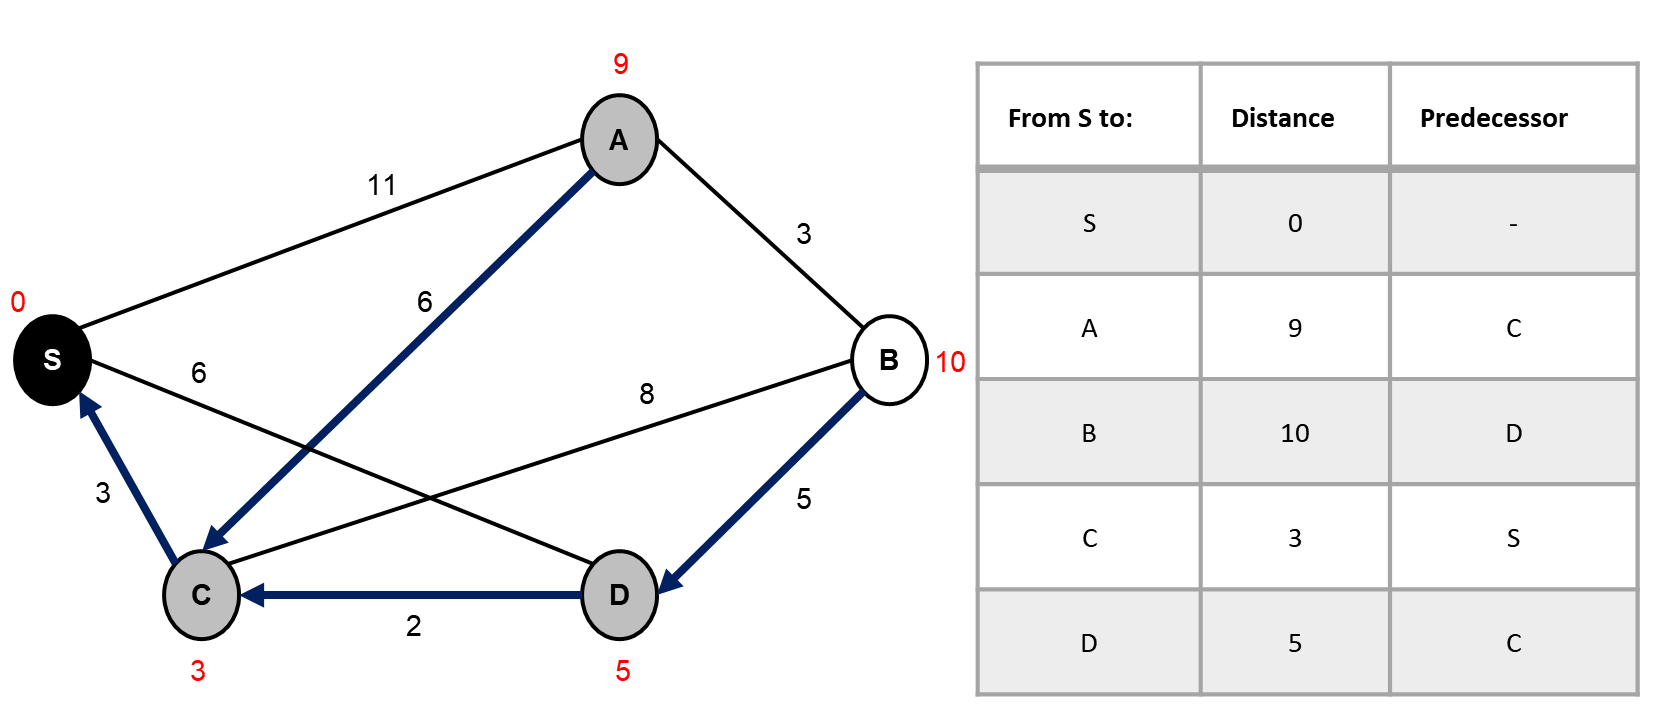 9
A
11
3
0
6
S
B
10
6
8
3
5
C
D
2
3
5
From S to: Distance Predecessor
S 0 -
A 9 C
B 10 D
C 3 S
D 5 C